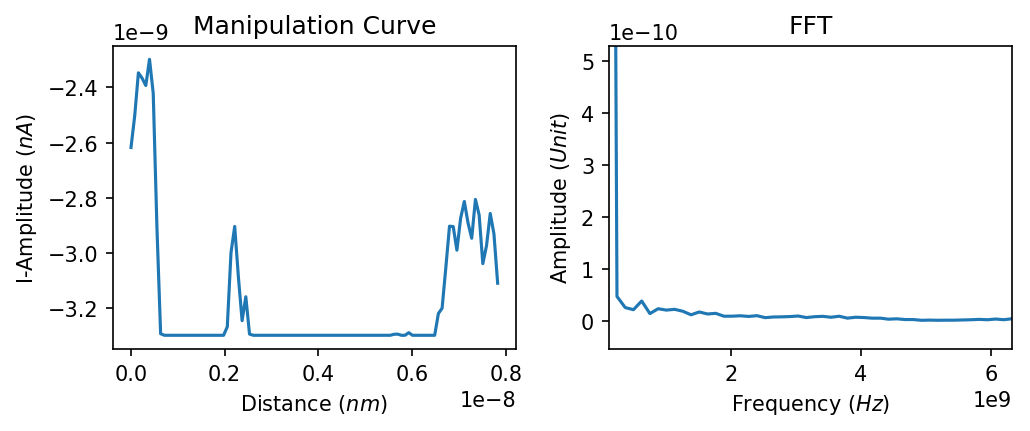 Manipulation Curve
1e−9
−2.4
−2.6
−2.8
−3.0
−3.2
I-Amplitude (nA)
0.0 0.2 0.4 0.6 0.8
1e−8
Distance (nm)
FFT
1e−10
5
4
3
2
1
0
Amplitude (Unit)
2 4 6
1e9
Frequency (Hz)